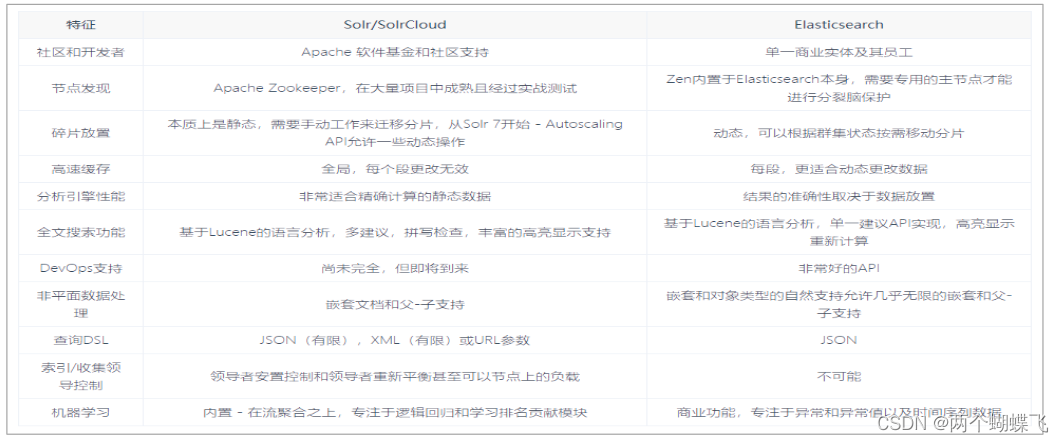 特征 Solr/SolrCloud Elasticsearch
社区和开发者 Apache 软件基金和社区支持 单一商业实体及其员工
节点发现 Apache Zookeeper，在大量项目中成熟且经过实战测试 Zen内置于Elasticsearch本身，需要专用的主节点才能
进行分裂脑保护
碎片放置 本质上是静态，需要手动工作来迁移分片，从Solr 7开始 - Autoscaling
API允许一些动态操作 动态，可以根据群集状态按需移动分片
高速缓存 全局，每个段更改无效 每段，更适合动态更改数据
分析引擎性能 非常适合精确计算的静态数据 结果的准确性取决于数据放置
全文搜索功能 基于Lucene的语言分析，多建议，拼写检查，丰富的高亮显示支持 基于Lucene的语言分析，单一建议API实现，高亮显示
重新计算
DevOps支持 尚未完全，但即将到来 非常好的API
非平面数据处
理 嵌套文档和父-子支持 嵌套和对象类型的自然支持允许几乎无限的嵌套和父-
子支持
查询DSL JSON（有限），XML（有限）或URL参数 JSON
索引/收集领
导控制 领导者安置控制和领导者重新平衡甚至可以节点上的负载 不可能
机器学习 内置 - 在流聚合之上，专注于逻辑回归和学习排名贡献模块 商业功能，专注于异常和异常值以及时间序列数据
CSDN @两个蝴蝶飞